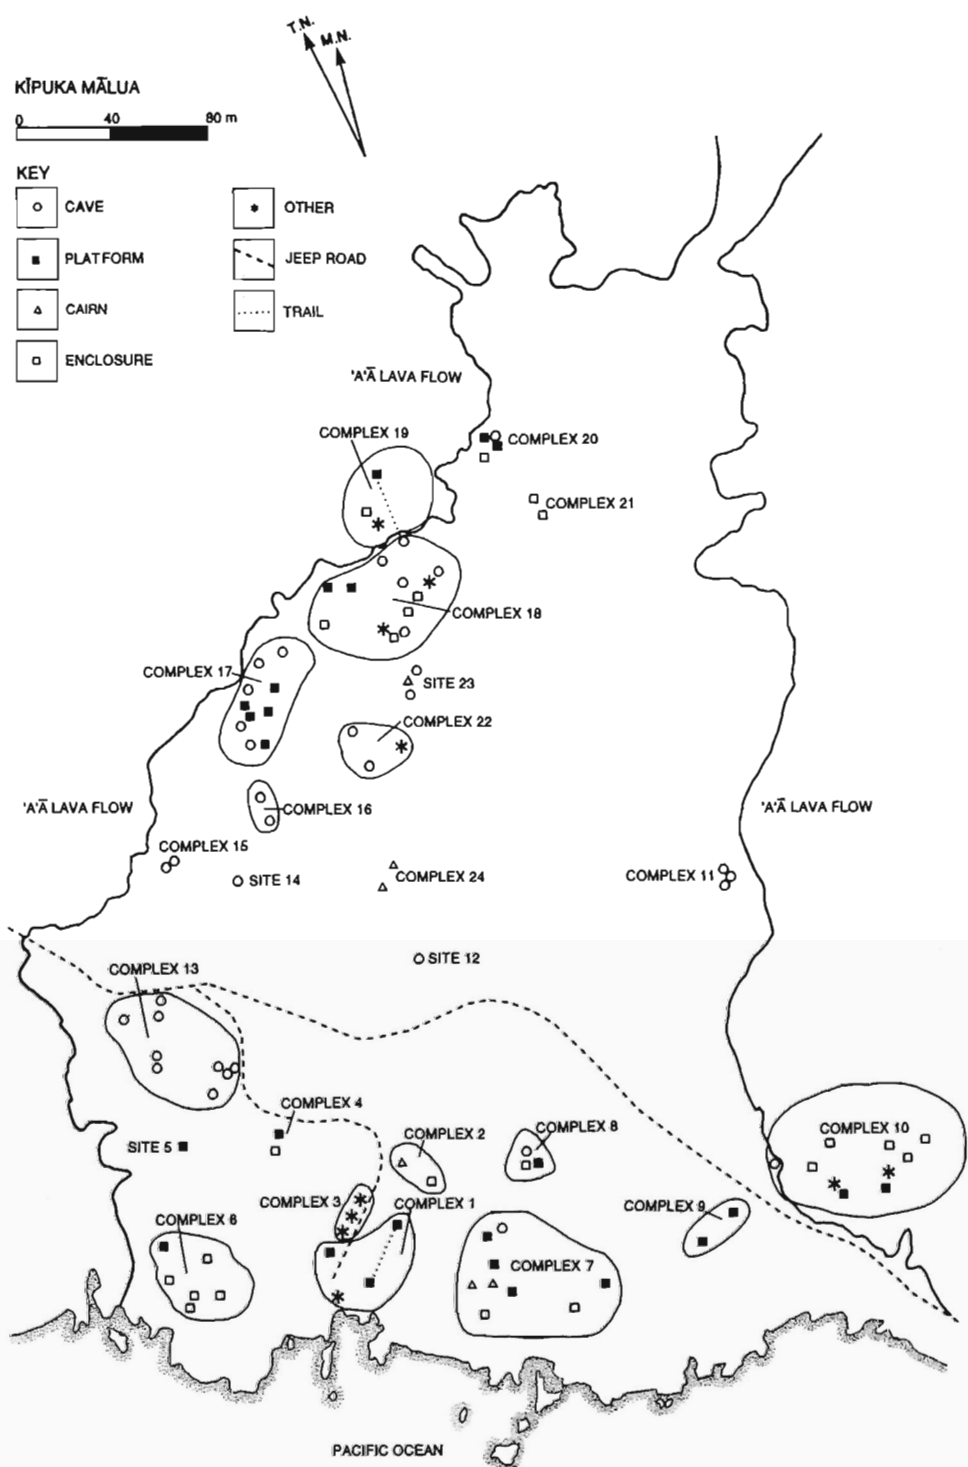 T.N.
M.N.
KĪPUKA MĀLUA
0 40 80 m
KEY
CAVE
PLATFORM
CAIRN
ENCLOSURE
OTHER
JEEP ROAD
TRAIL
'A'Ā LAVA FLOW
COMPLEX 19
COMPLEX 20
COMPLEX 21
COMPLEX 18
COMPLEX 17
SITE 23
COMPLEX 22
'A'Ā LAVA FLOW
COMPLEX 16
'A'Ā LAVA FLOW
COMPLEX 15
SITE 14
COMPLEX 24
COMPLEX 11
SITE 12
COMPLEX 13
COMPLEX 4
SITE 5
COMPLEX 2
COMPLEX 8
COMPLEX 10
COMPLEX 3
COMPLEX 1
COMPLEX 9
COMPLEX 6
COMPLEX 7
PACIFIC OCEAN